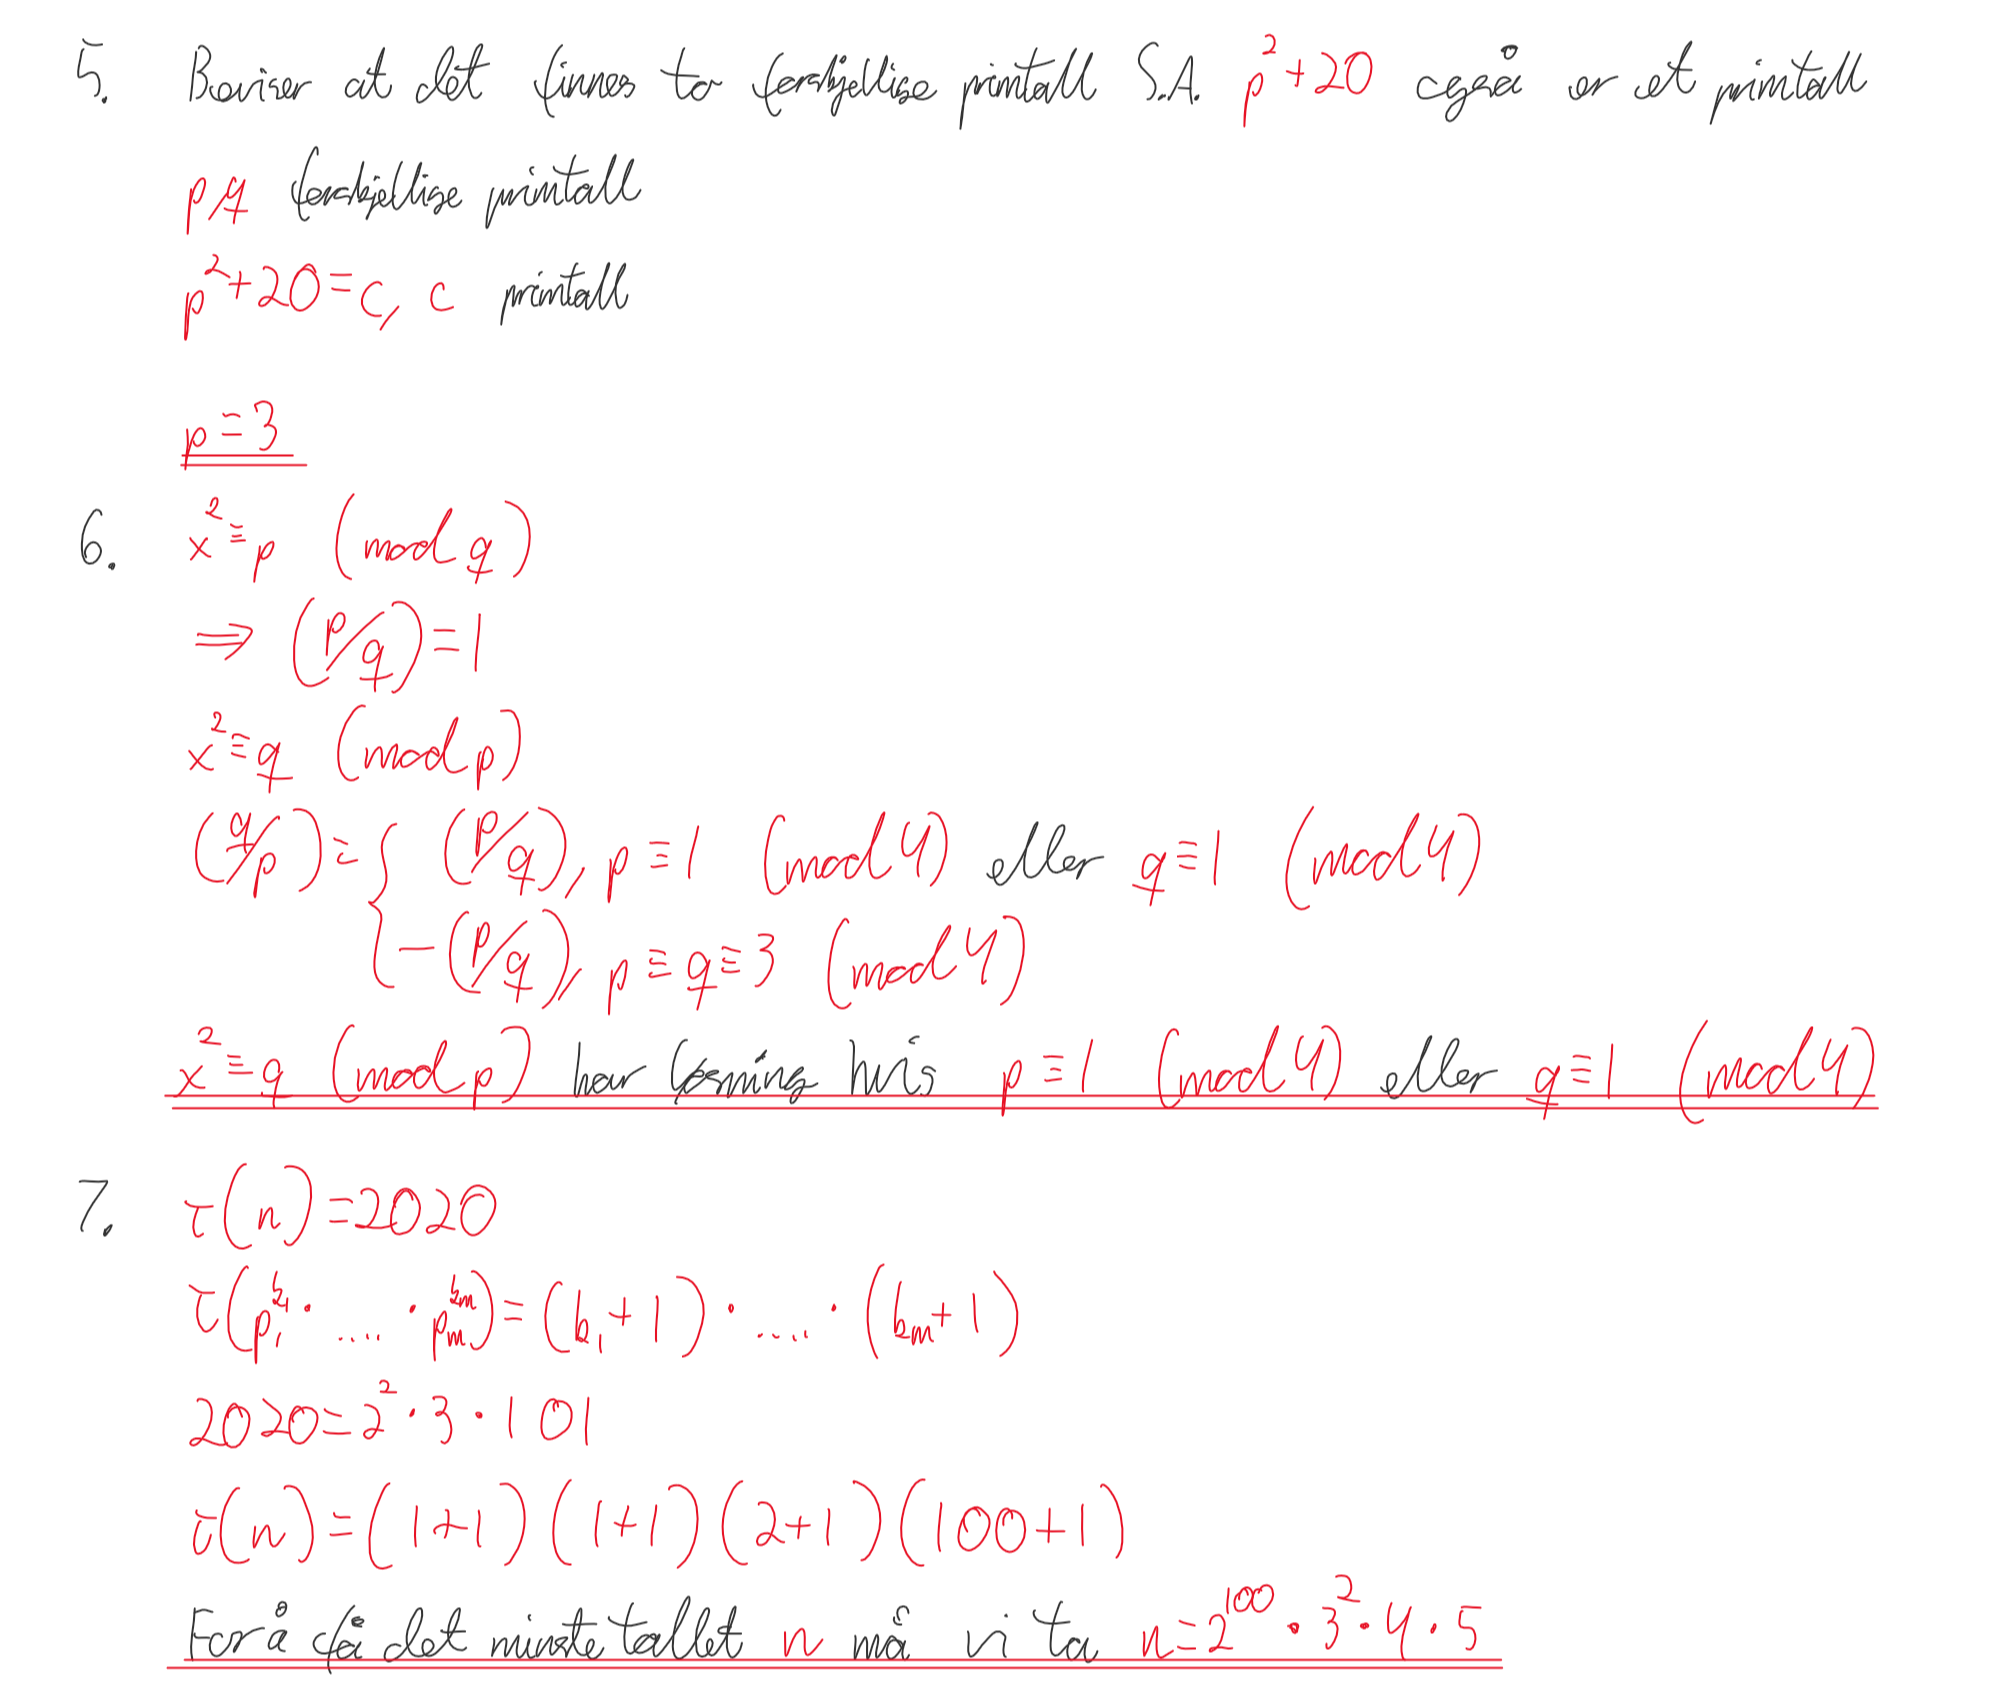 5. Beviser at det finnes to forskjellige primtall S.A. p²+20 også er et primtall
p,q forskjellige primtall
p²+20=c, c primtall
p=3
6. x²≡p (mod q)
⇒ (p/q)=1
x²≡q (mod p)
(q/p)= { (p/q), p≡1 (mod 4) eller q≡1 (mod 4)
-(p/q), p≡q≡3 (mod 4)
x²≡q (mod p) har løsning hvis p≡1 (mod 4) eller q≡1 (mod 4)
7. τ(n)=2020
τ(p₁^k₁ · ..... · pₘ^kₘ)=(k₁+1) · ..... · (kₘ+1)
2020=2²·3·101
τ(n)=(1+1)(1+1)(2+1)(100+1)
For å få det minste tallet n må vi ta n=2¹⁰⁰·3²·4·5